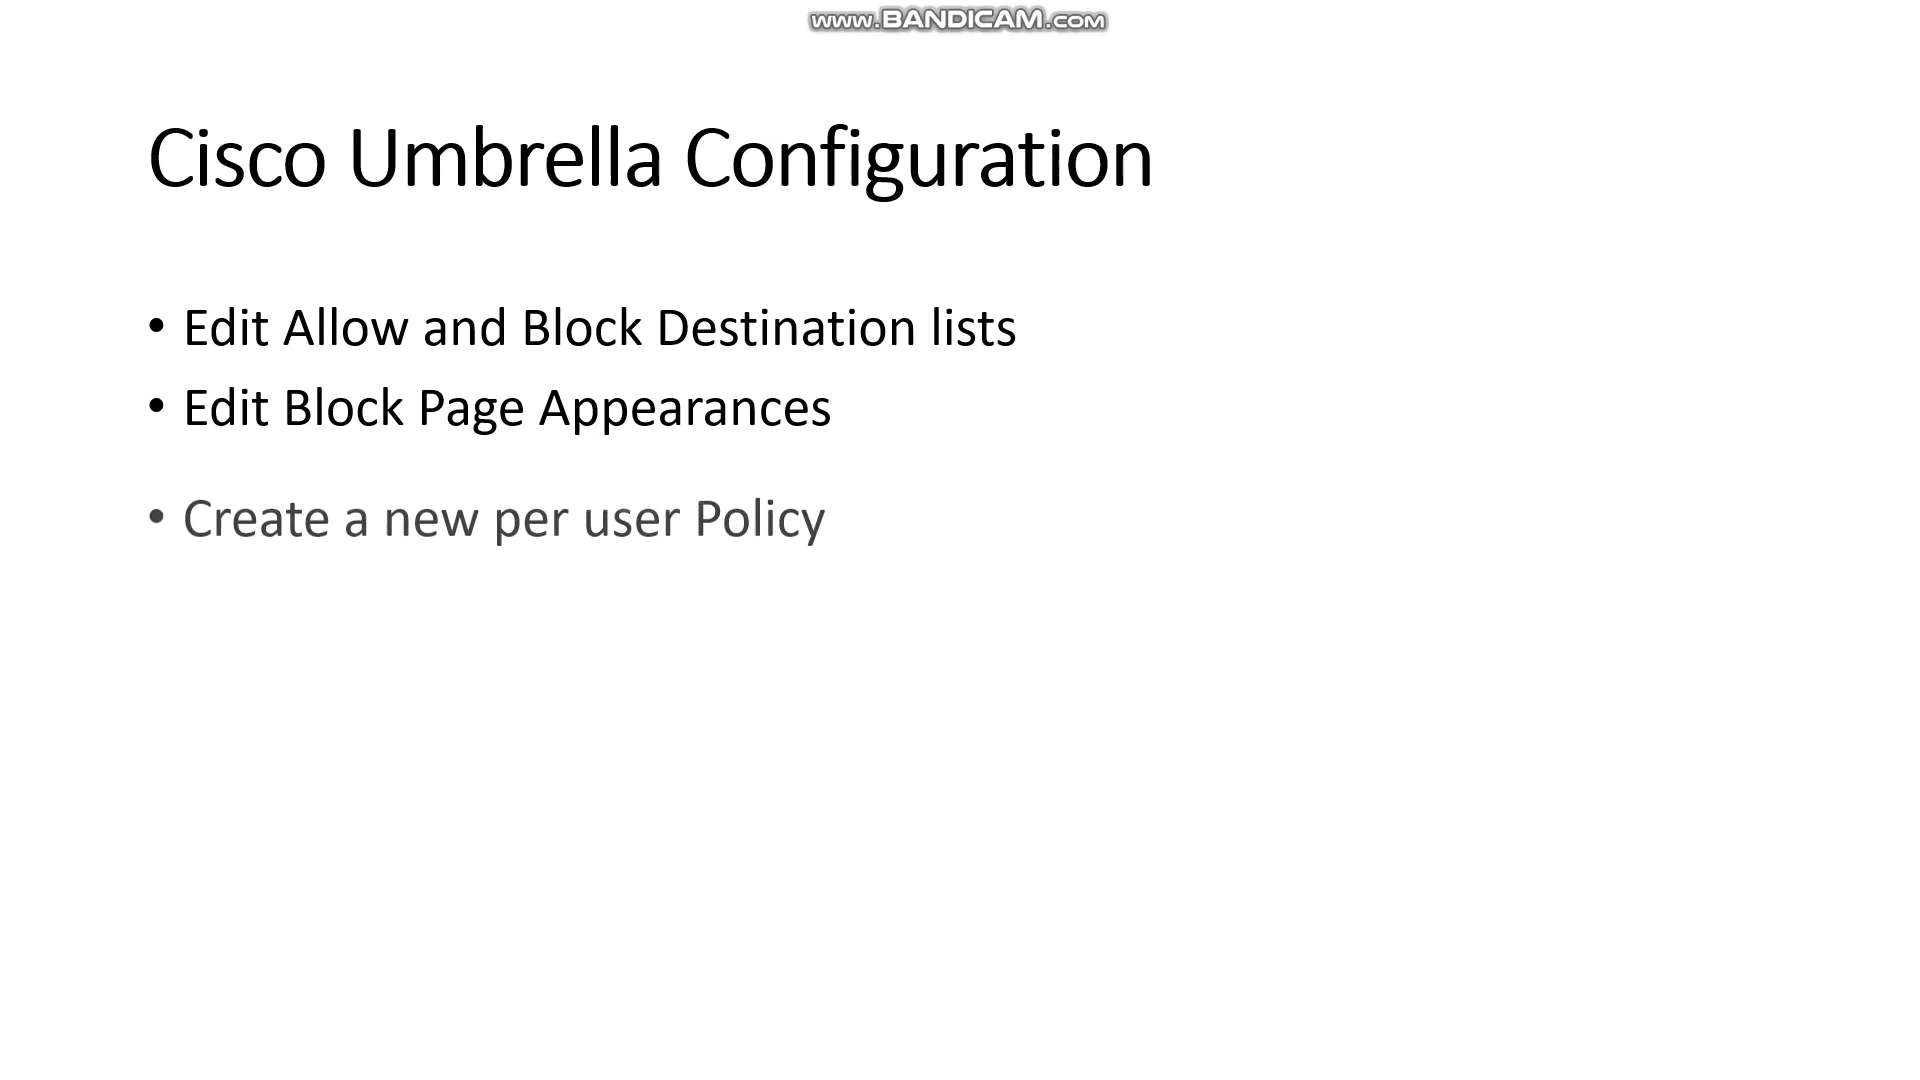 www.BANDICAM.com
Cisco Umbrella Configuration
• Edit Allow and Block Destination lists
• Edit Block Page Appearances
• Create a new per user Policy